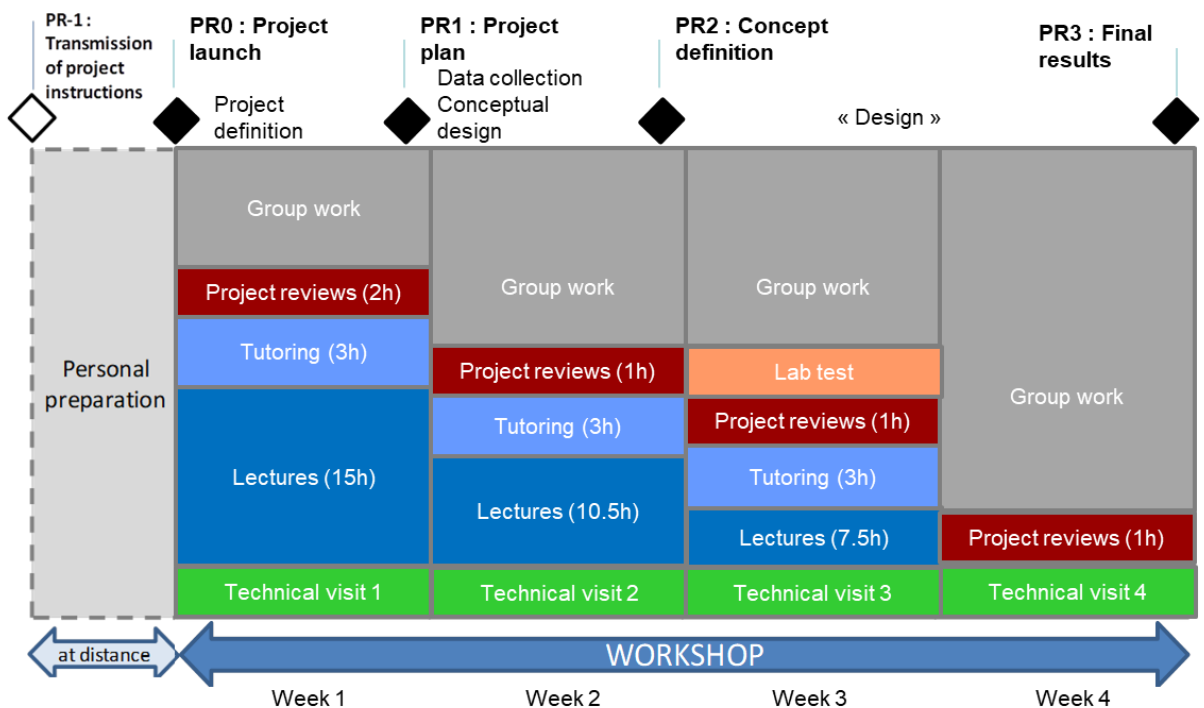 PR-1 :
Transmission
of project
instructions
PR0 : Project
launch
Project
definition
PR1 : Project
plan
Data collection
Conceptual
design
PR2 : Concept
definition
« Design »
PR3 : Final
results
Personal
preparation
Group work
Project reviews (2h)
Tutoring (3h)
Lectures (15h)
Technical visit 1
Group work
Project reviews (1h)
Tutoring (3h)
Lectures (10.5h)
Technical visit 2
Group work
Lab test
Project reviews (1h)
Tutoring (3h)
Lectures (7.5h)
Technical visit 3
Group work
Project reviews (1h)
Technical visit 4
at distance
WORKSHOP
Week 1
Week 2
Week 3
Week 4